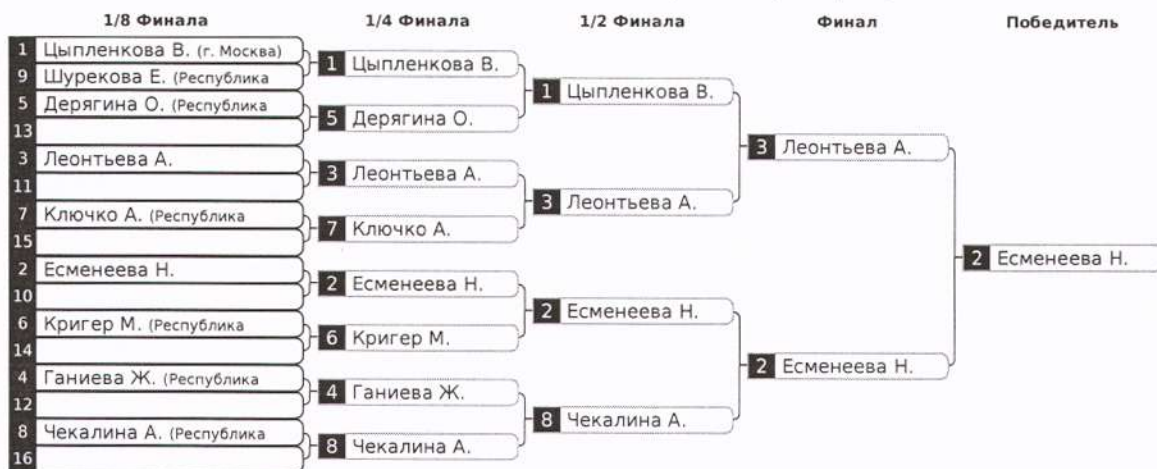 1/8 Финала 1/4 Финала 1/2 Финала Финал Победитель
1 Цыпленкова В. (г. Москва)
9 Шурекова Е. (Республика
5 Дерягина О. (Республика
13
3 Леонтьева А.
11
7 Ключко А. (Республика
15
2 Есменеева Н.
10
6 Кригер М. (Республика
14
4 Ганиева Ж. (Республика
12
8 Чекалина А. (Республика
16
1 Цыпленкова В.
5 Дерягина О.
3 Леонтьева А.
7 Ключко А.
2 Есменеева Н.
6 Кригер М.
4 Ганиева Ж.
8 Чекалина А.
1 Цыпленкова В.
3 Леонтьева А.
2 Есменеева Н.
8 Чекалина А.
3 Леонтьева А.
2 Есменеева Н.
2 Есменеева Н.